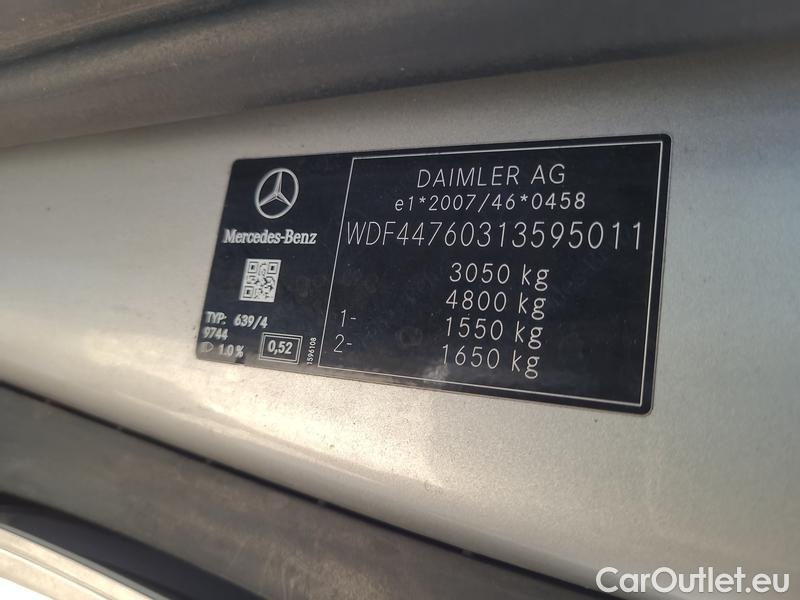 DAIMLER AG
e1*2007/46*0458
Mercedes-Benz
WDF44760313595011
3050 kg
4800 kg
1- 1550 kg
2- 1650 kg
TYP: 639/4
9744
1.0 %
0,52
1596108
CarOutlet.eu